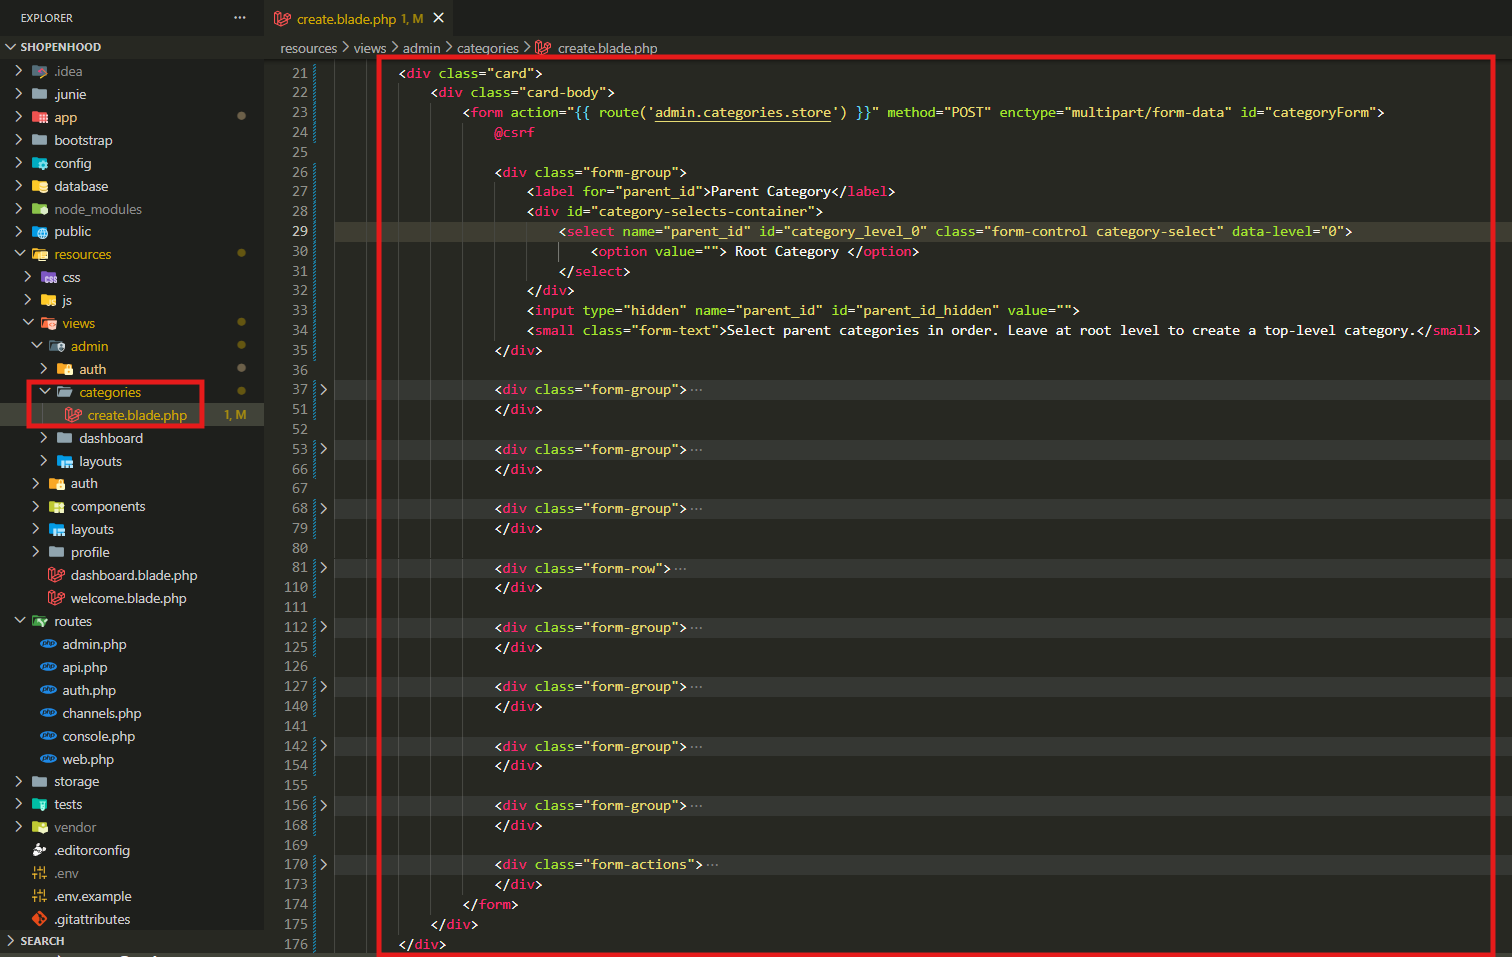 EXPLORER
···
SHOPENHOOD
.idea
.junie
app
bootstrap
config
database
node_modules
public
resources
css
js
views
admin
auth
categories
create.blade.php 1, M
dashboard
layouts
auth
components
layouts
profile
dashboard.blade.php
welcome.blade.php
routes
admin.php
api.php
auth.php
channels.php
console.php
web.php
storage
tests
vendor
.editorconfig
.env
.env.example
.gitattributes
SEARCH
create.blade.php 1, M
resources > views > admin > categories > create.blade.php
21 <div class="card">
22 <div class="card-body">
23 <form action="{{ route('admin.categories.store') }}" method="POST" enctype="multipart/form-data" id="categoryForm">
24 @csrf
25
26 <div class="form-group">
27 <label for="parent_id">Parent Category</label>
28 <div id="category-selects-container">
29 <select name="parent_id" id="category_level_0" class="form-control category-select" data-level="0">
30 <option value=""> Root Category </option>
31 </select>
32 </div>
33 <input type="hidden" name="parent_id" id="parent_id_hidden" value="">
34 <small class="form-text">Select parent categories in order. Leave at root level to create a top-level category.</small>
35 </div>
36
37 <div class="form-group">···
51 </div>
52
53 <div class="form-group">···
66 </div>
67
68 <div class="form-group">···
79 </div>
80
81 <div class="form-row">···
110 </div>
111
112 <div class="form-group">···
125 </div>
126
127 <div class="form-group">···
140 </div>
141
142 <div class="form-group">···
154 </div>
155
156 <div class="form-group">···
168 </div>
169
170 <div class="form-actions">···
173 </div>
174 </form>
175 </div>
176 </div>